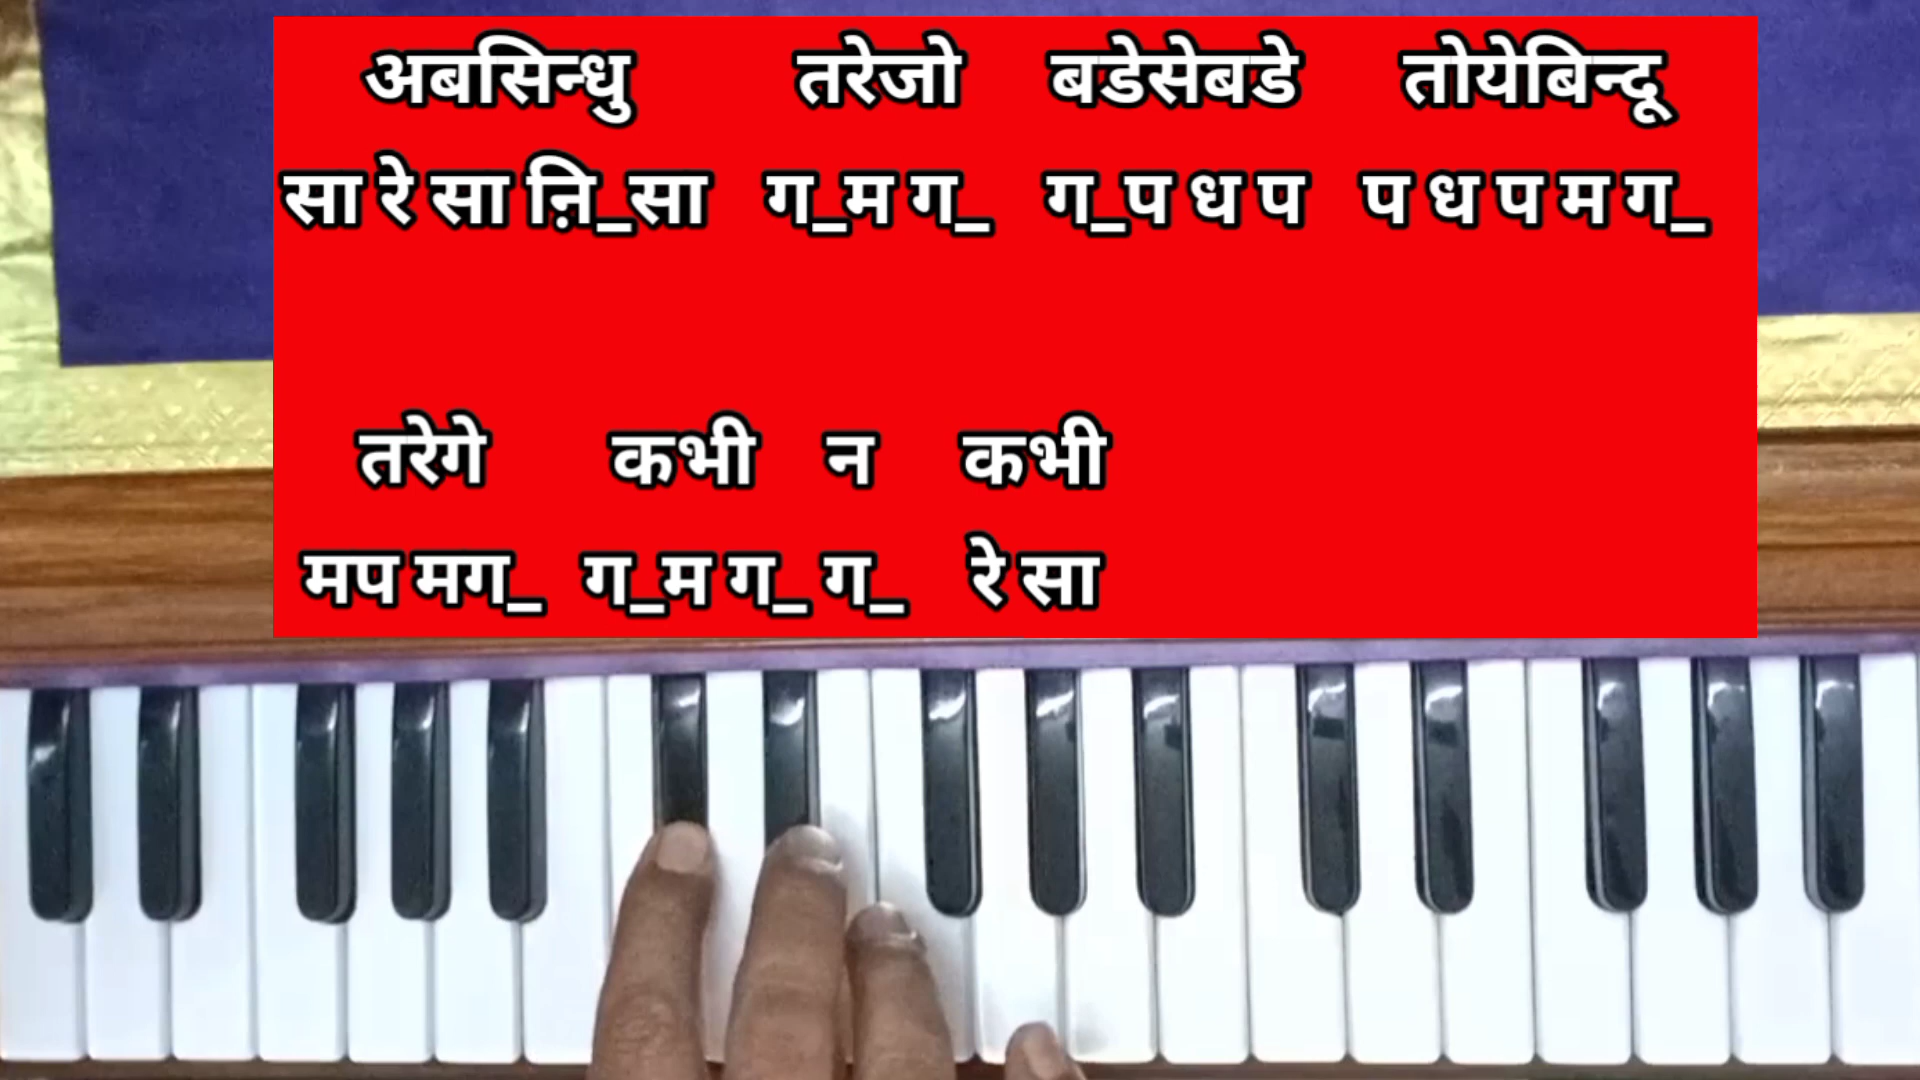 अबसिन्धु तरेजो बडेसेबडे तोयेबिन्दू
सा रे सा ऩि_सा ग_म ग_ ग_प ध प प ध प म ग_
तरेगे कभी न कभी
मप मग_ ग_म ग_ ग_ रे सा